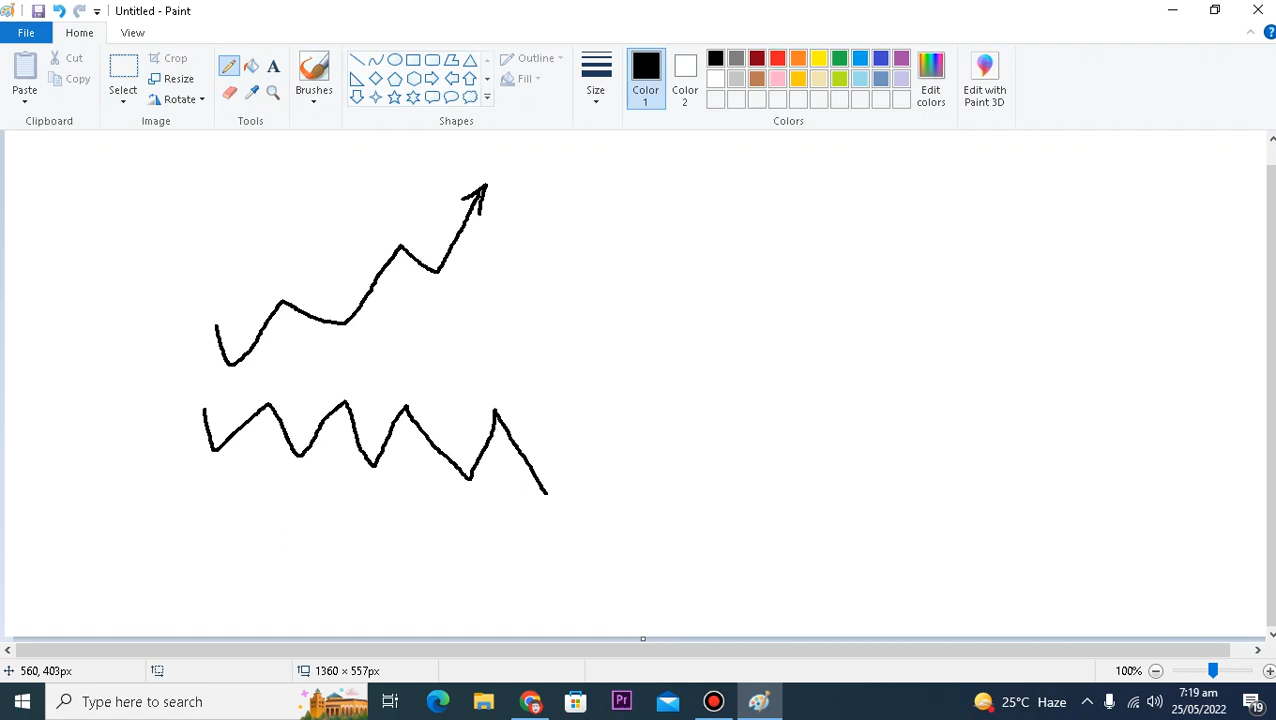 Untitled - Paint
File Home View
Paste
Cut
Copy
Clipboard
Select
Crop
Resize
Rotate
Image
A
Tools
Brushes
Shapes
Outline
Fill
Size
Color 1
Color 2
Edit colors
Colors
Edit with Paint 3D
560, 403px
1360 × 557px
100%
Type here to search
Pr
25°C Haze
7:19 am
25/05/2022
19